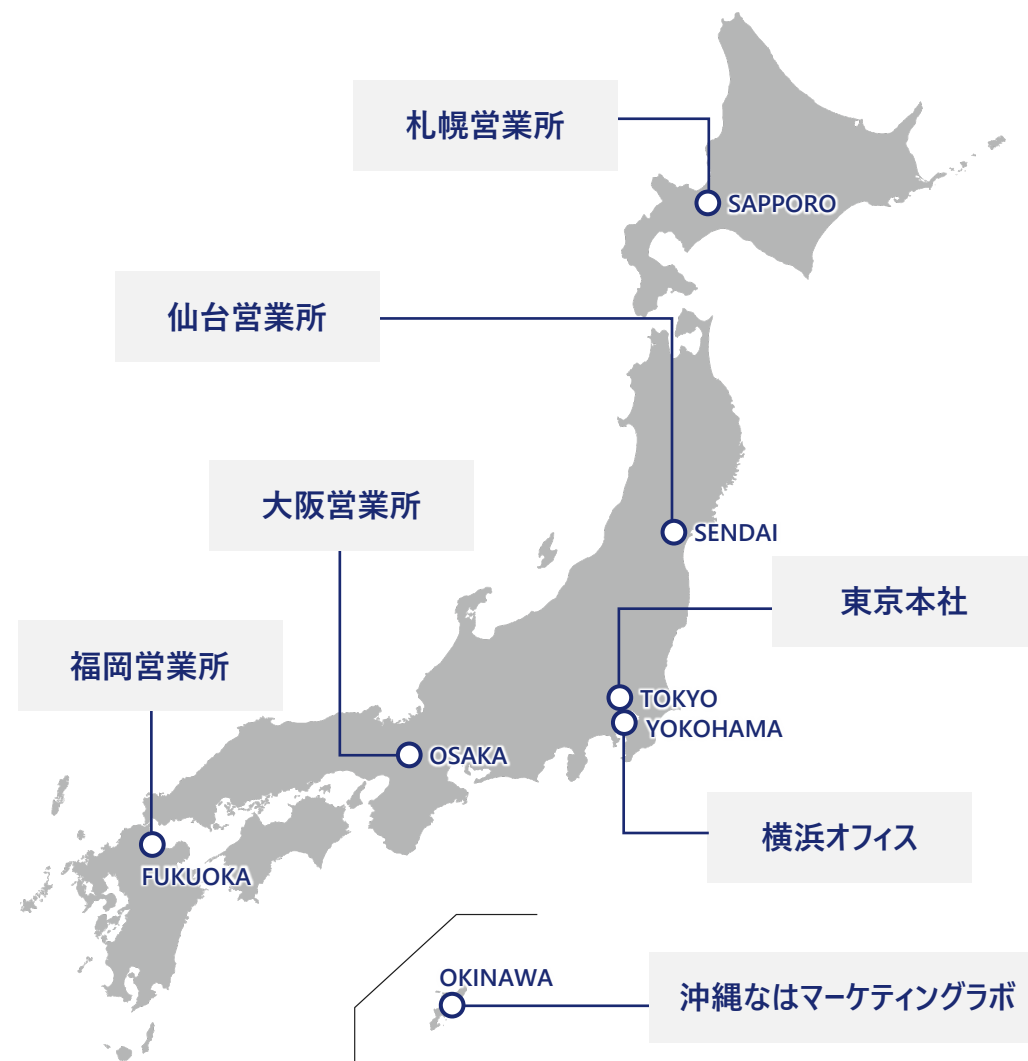 札幌営業所
SAPPORO
仙台営業所
SENDAI
大阪営業所
OSAKA
東京本社
TOKYO
YOKOHAMA
横浜オフィス
福岡営業所
FUKUOKA
OKINAWA
沖縄なはマーケティングラボ